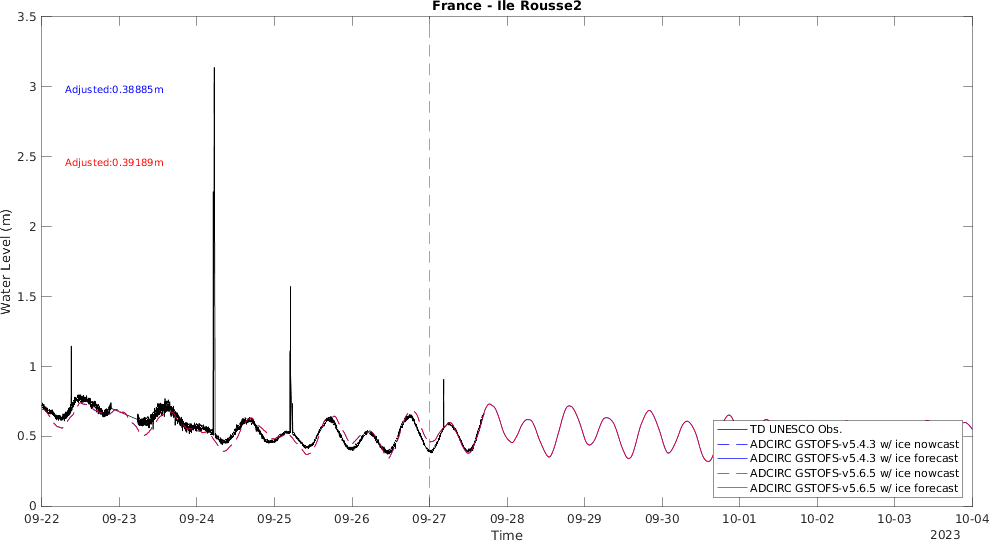 France - Ile Rousse2
3.5
3
2.5
2
1.5
1
0.5
0
Water Level (m)
Adjusted:0.38885m
Adjusted:0.39189m
TD UNESCO Obs.
ADCIRC GSTOFS-v5.4.3 w/ ice nowcast
ADCIRC GSTOFS-v5.4.3 w/ ice forecast
ADCIRC GSTOFS-v5.6.5 w/ ice nowcast
ADCIRC GSTOFS-v5.6.5 w/ ice forecast
09-22 09-23 09-24 09-25 09-26 09-27 09-28 09-29 09-30 10-01 10-02 10-03 10-04
Time
2023